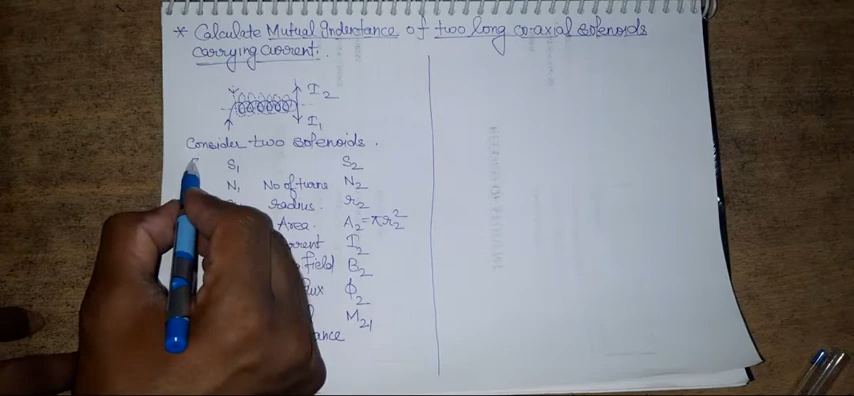 * Calculate Mutual Inductance of two long co-axial solenoids
carrying current.
I2
I1
Consider two solenoids.
S1 S2
N1 No of turns N2
radius. r2
Area. A2 = πr2²
I2
field B2
ϕ2
M21